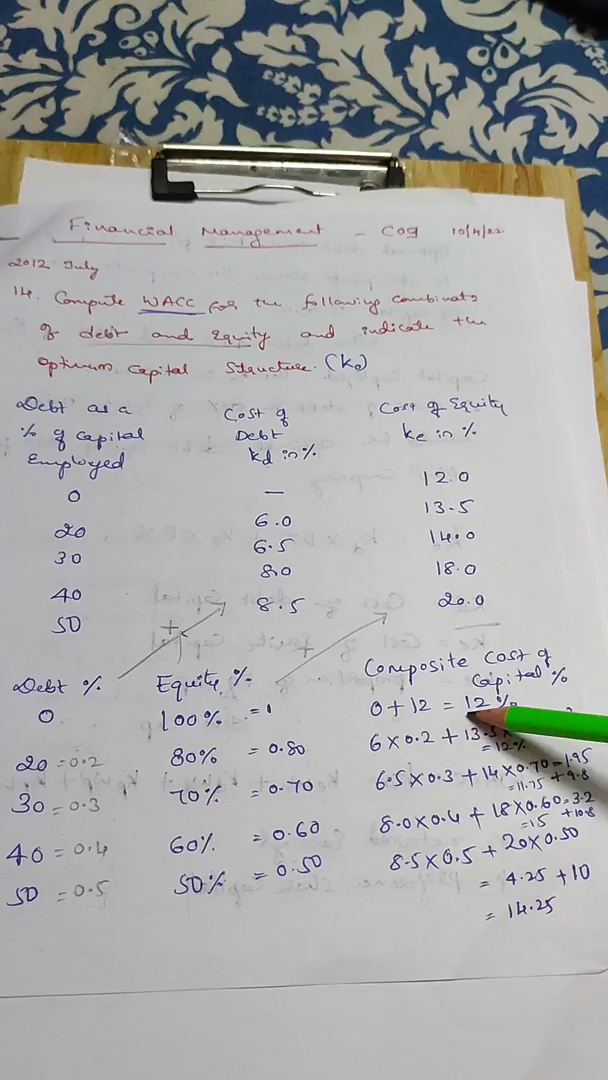 Financial Management - COG 10/4/22
2012 July
14. Compute WACC for the following combinats
of debt and Equity and indicate the
optimum capital Structure. (ko)
Debt as a % of capital Employed
Cost of Debt kd in %
Cost of Equity ke in %
0 — 12.0
20 6.0 13.5
30 6.5 14.0
40 8.0 18.0
50 8.5 20.0
Debt % Equity % Composite Cost of Capital %
0 100% = 1 0 + 12 = 12%
20 = 0.2 80% = 0.80 6 x 0.2 + 13.5
= 12%
30 = 0.3 70% = 0.70 6.5 x 0.3 + 14 x 0.70 = 1.95 + 9.8
= 11.75
40 = 0.4 60% = 0.60 8.0 x 0.4 + 18 x 0.60 = 3.2 + 10.8
= 15
50 = 0.5 50% = 0.50 8.5 x 0.5 + 20 x 0.50
= 4.25 + 10
= 14.25